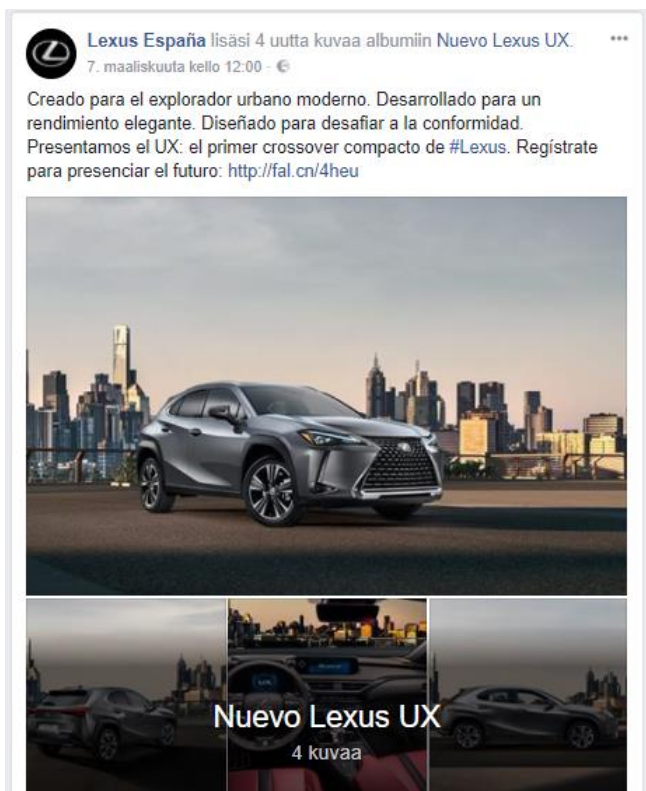 Lexus España lisäsi 4 uutta kuvaa albumiin Nuevo Lexus UX.
7. maaliskuuta kello 12:00 ·
Creado para el explorador urbano moderno. Desarrollado para un
rendimiento elegante. Diseñado para desafiar a la conformidad.
Presentamos el UX: el primer crossover compacto de #Lexus. Regístrate
para presenciar el futuro: http://fal.cn/4heu
UX
Nuevo Lexus UX
4 kuvaa